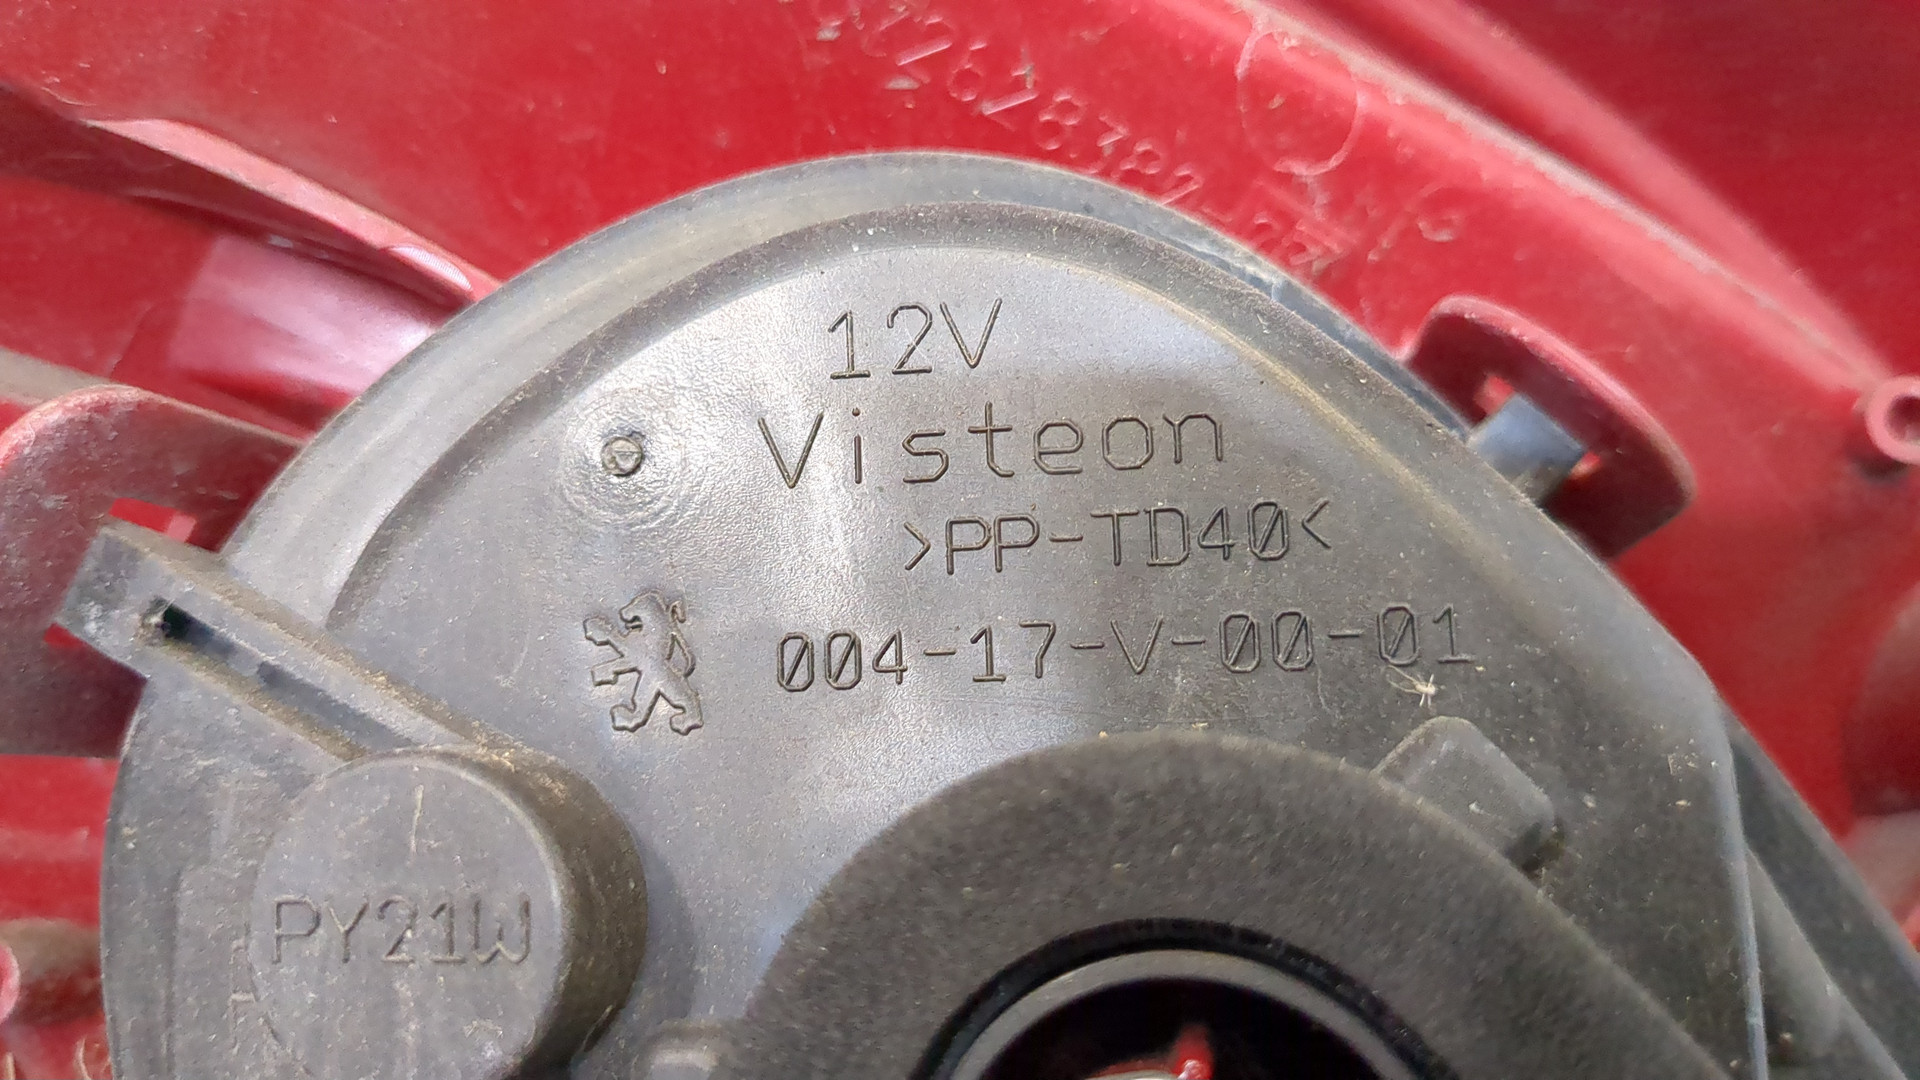 12V
Visteon
>PP-TD40<
004-17-V-00-01
PY21W